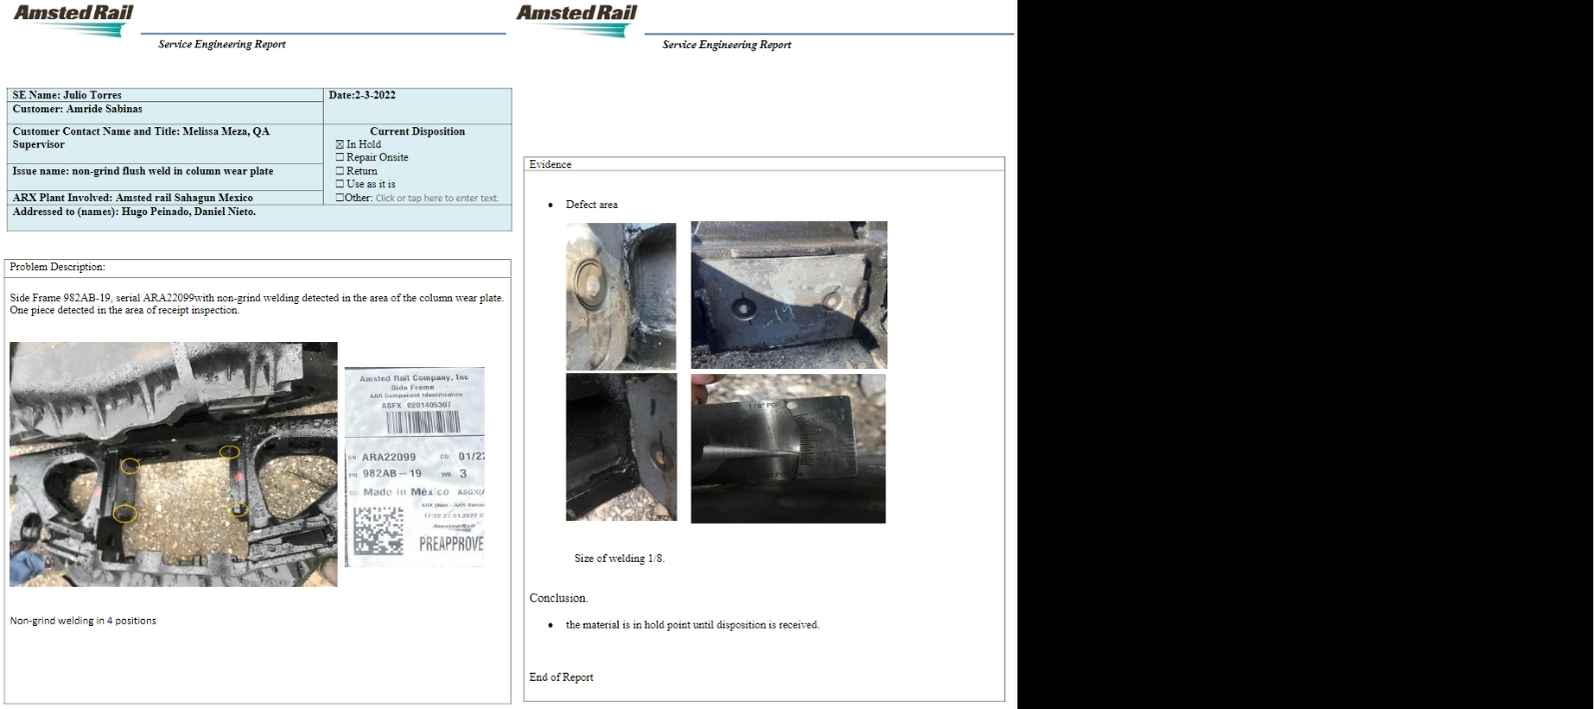 Amsted Rail
Service Engineering Report
SE Name: Julio Torres
Date:2-3-2022
Customer: Amride Sabinas
Customer Contact Name and Title: Melissa Meza, QA
Supervisor
Current Disposition
☒ In Hold
☐ Repair Onsite
☐ Return
☐ Use as it is
☐Other: Click or tap here to enter text.
Issue name: non-grind flush weld in column wear plate
ARX Plant Involved: Amsted rail Sahagun Mexico
Addressed to (names): Hugo Peinado, Daniel Nieto.
Problem Description:
Side Frame 982AB-19, serial ARA22099with non-grind welding detected in the area of the column wear plate.
One piece detected in the area of receipt inspection.
Amsted Rail Company, Inc
Side Frame
AAR Component Identification
ASFX 0201405307
SN ARA22099 CD 01/22
PN 982AB-19 WR 3
Made in México
PREAPPROVE
Non-grind welding in 4 positions
Amsted Rail
Service Engineering Report
Evidence
• Defect area
Size of welding 1/8.
Conclusion.
• the material is in hold point until disposition is received.
End of Report